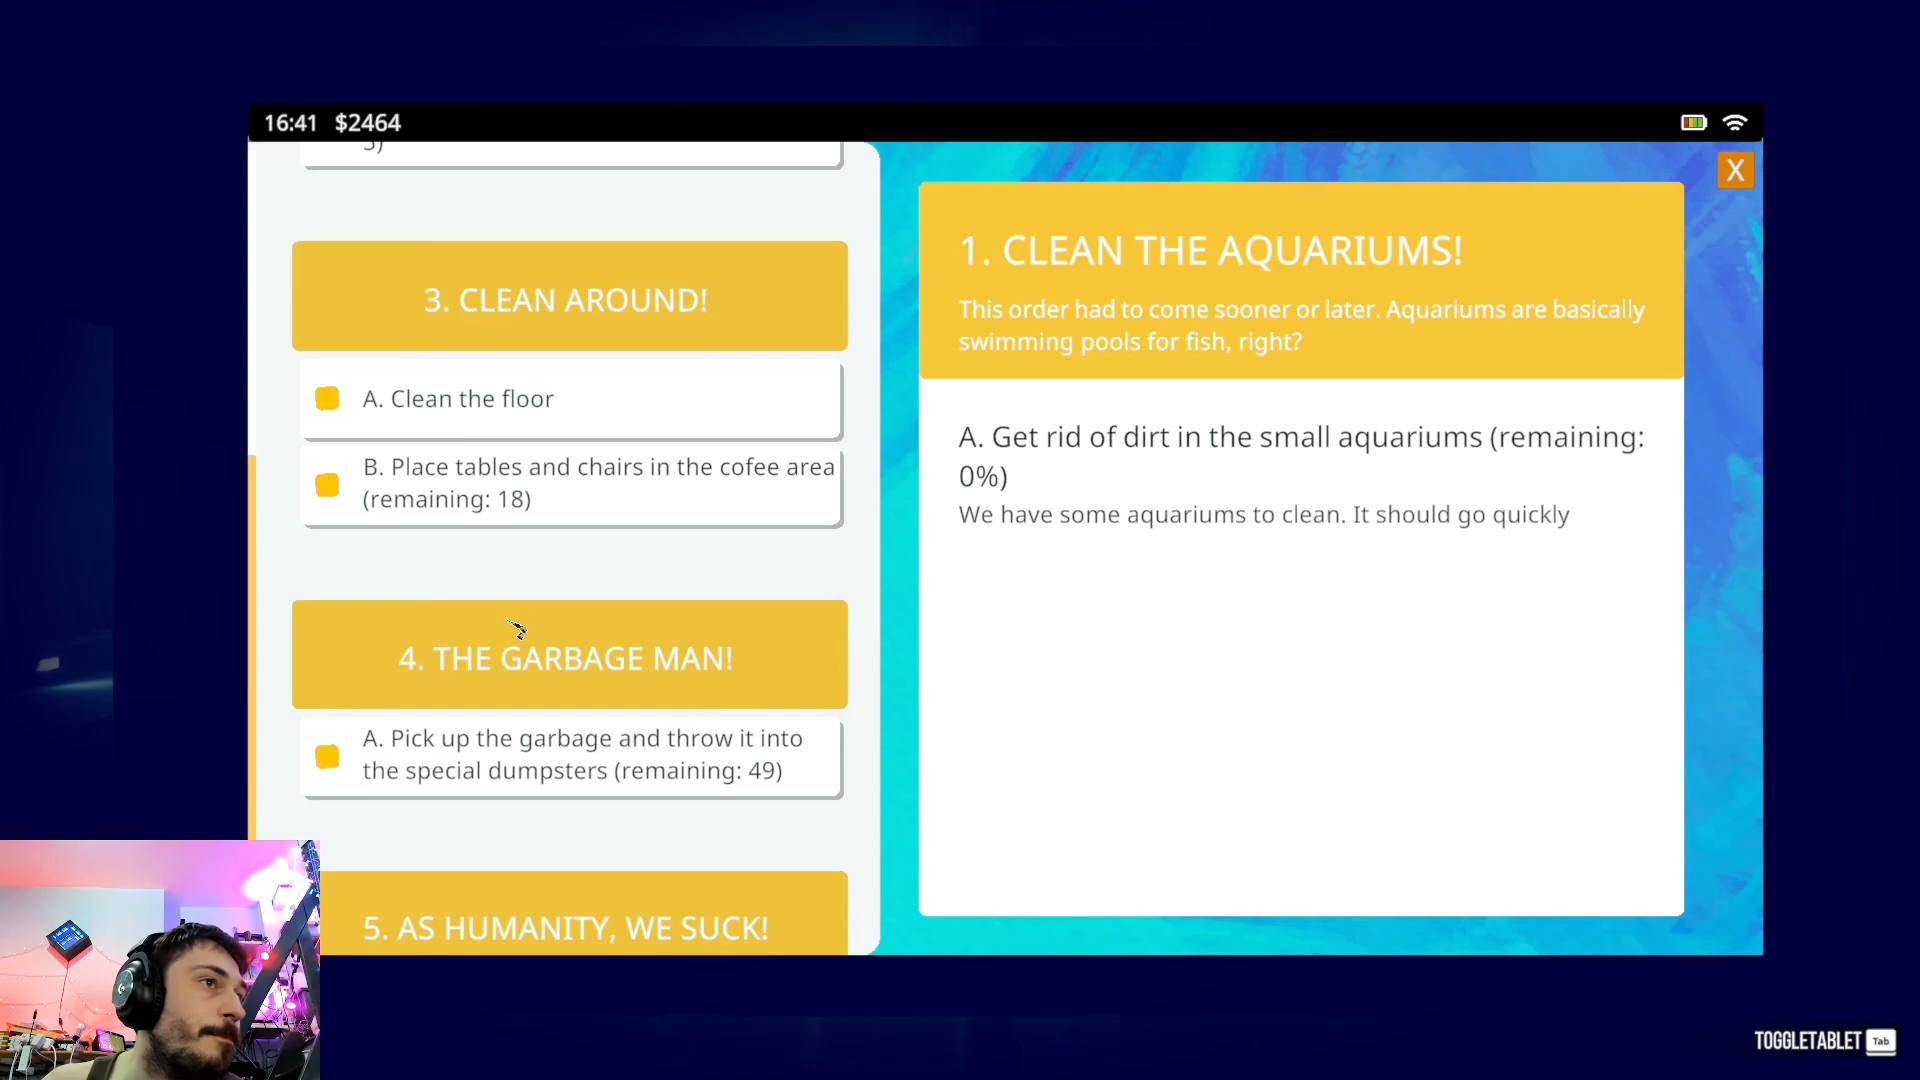 16:41 $2464
5)
X
3. CLEAN AROUND!
A. Clean the floor
B. Place tables and chairs in the cofee area
(remaining: 18)
4. THE GARBAGE MAN!
A. Pick up the garbage and throw it into
the special dumpsters (remaining: 49)
5. AS HUMANITY, WE SUCK!
1. CLEAN THE AQUARIUMS!
This order had to come sooner or later. Aquariums are basically
swimming pools for fish, right?
A. Get rid of dirt in the small aquariums (remaining:
0%)
We have some aquariums to clean. It should go quickly
TOGGLETABLET Tab